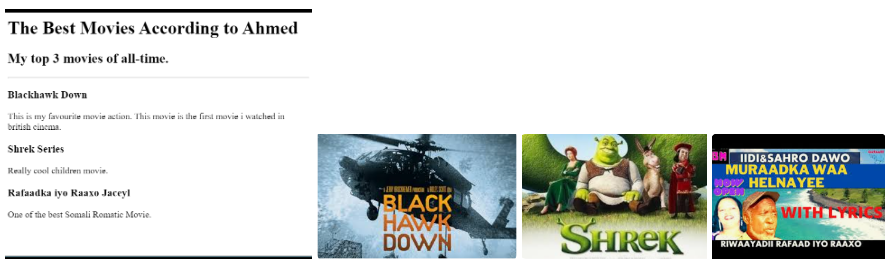 The Best Movies According to Ahmed
My top 3 movies of all-time.
Blackhawk Down
This is my favourite movie action. This movie is the first movie i watched in
british cinema.
Shrek Series
Really cool children movie.
Rafaadka iyo Raaxo Jaceyl
One of the best Somali Romatic Movie.
BLACK
HAWK
DOWN
SHREK
IIDI&SAHRO DAWO
MURAADKA WAA
HELNAYEE
NOW
OPEN
WITH LYRICS
RIWAAYADII RAFAAD IYO RAAXO